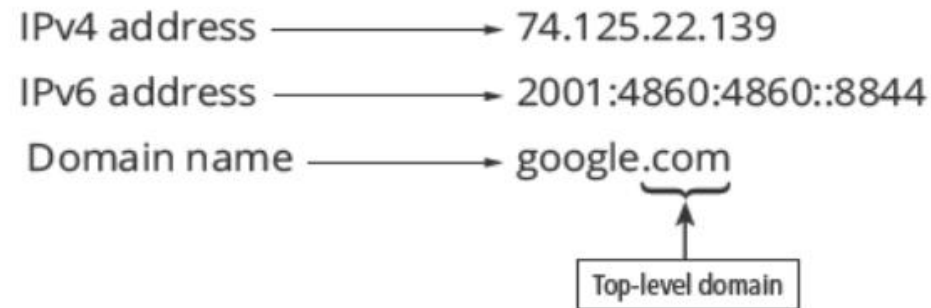 IPv4 address 74.125.22.139
IPv6 address 2001:4860:4860::8844
Domain name google.com
Top-level domain